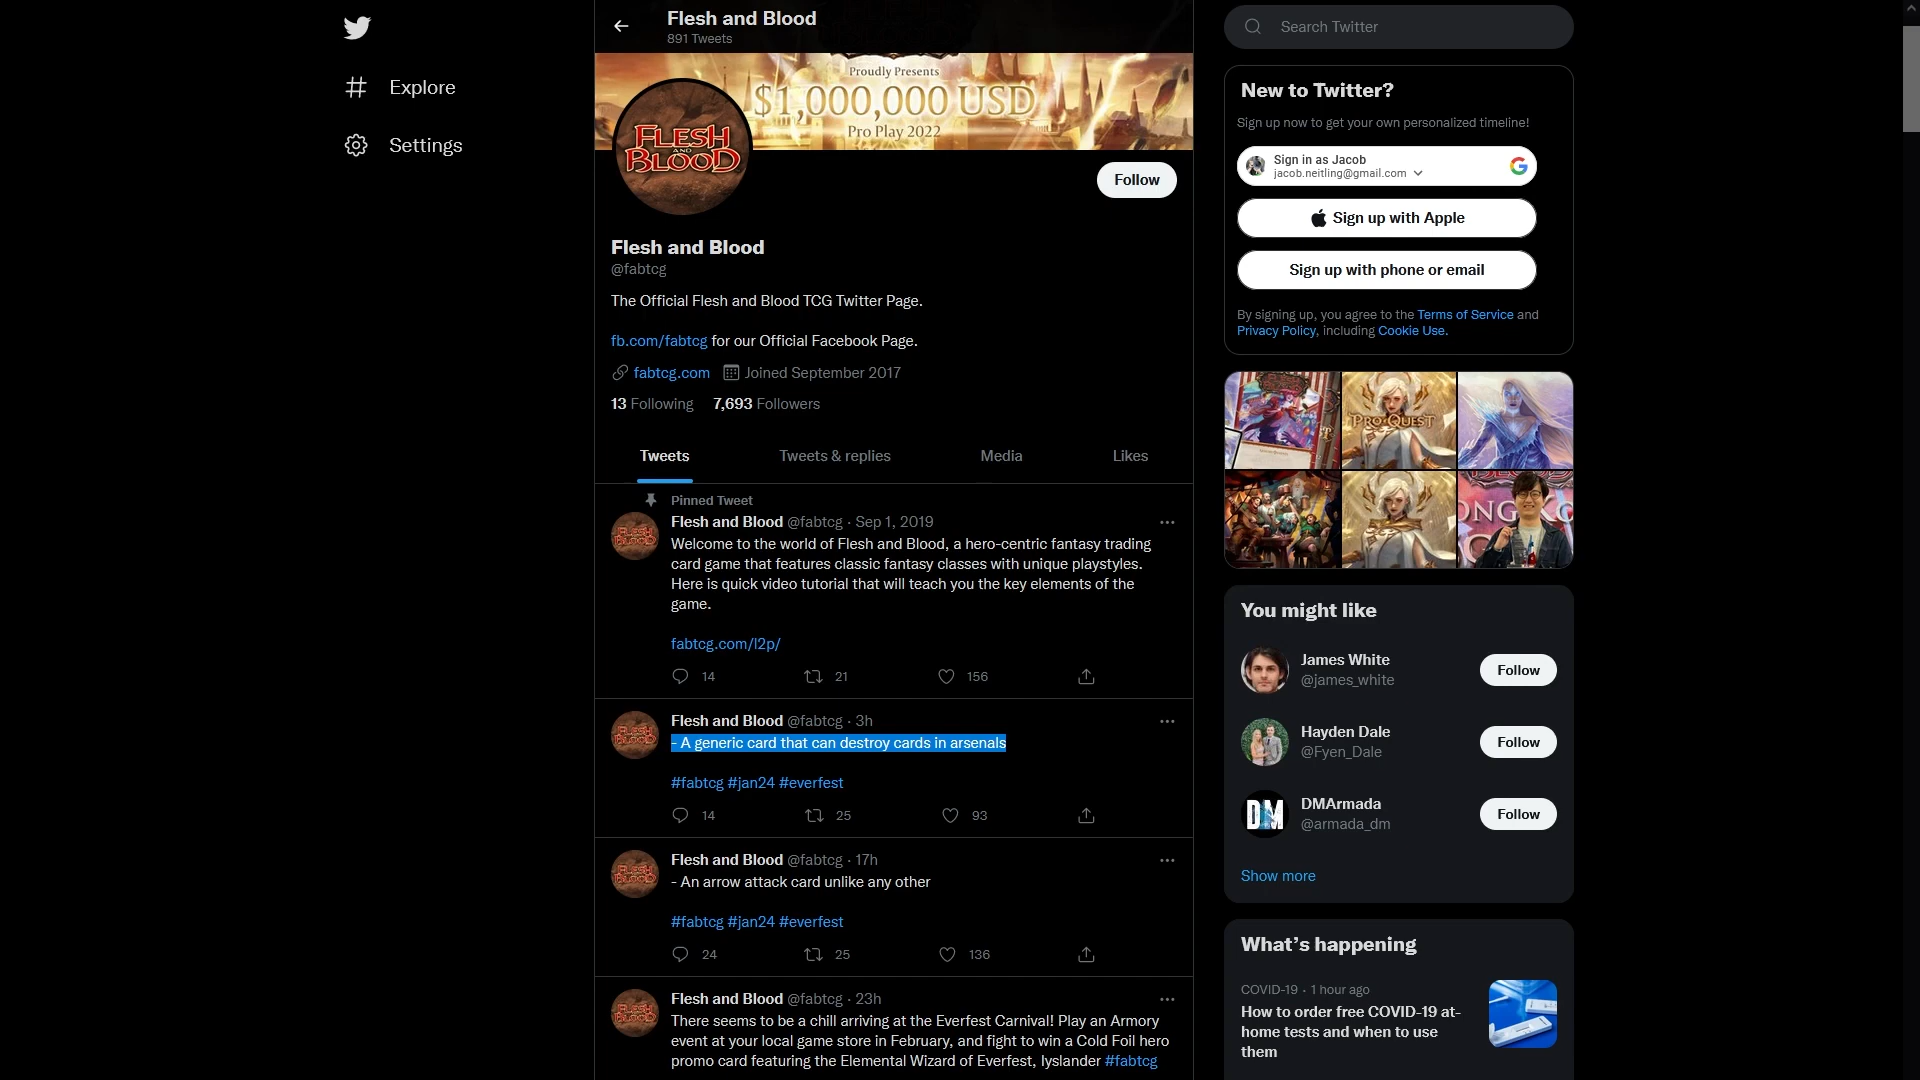 Flesh and Blood
891 Tweets
Explore
Settings
Proudly Presents
$1,000,000 USD
Pro Play 2022
FLESH
AND
BLOOD
Follow
Flesh and Blood
@fabtcg
The Official Flesh and Blood TCG Twitter Page.
fb.com/fabtcg for our Official Facebook Page.
fabtcg.com Joined September 2017
13 Following 7,693 Followers
Tweets Tweets & replies Media Likes
Pinned Tweet
Flesh and Blood @fabtcg · Sep 1, 2019
Welcome to the world of Flesh and Blood, a hero-centric fantasy trading
card game that features classic fantasy classes with unique playstyles.
Here is quick video tutorial that will teach you the key elements of the
game.
fabtcg.com/l2p/
14 21 156
Flesh and Blood @fabtcg · 3h
- A generic card that can destroy cards in arsenals
#fabtcg #jan24 #everfest
14 25 93
Flesh and Blood @fabtcg · 17h
- An arrow attack card unlike any other
#fabtcg #jan24 #everfest
24 25 136
Flesh and Blood @fabtcg · 23h
There seems to be a chill arriving at the Everfest Carnival! Play an Armory
event at your local game store in February, and fight to win a Cold Foil hero
promo card featuring the Elemental Wizard of Everfest, Iyslander #fabtcg
Search Twitter
New to Twitter?
Sign up now to get your own personalized timeline!
Sign in as Jacob
jacob.neitling@gmail.com
Sign up with Apple
Sign up with phone or email
By signing up, you agree to the Terms of Service and
Privacy Policy, including Cookie Use.
PRO QUEST
You might like
James White
@james_white
Follow
Hayden Dale
@Fyen_Dale
Follow
DM
DMArmada
@armada_dm
Follow
Show more
What's happening
COVID-19 · 1 hour ago
How to order free COVID-19 at-
home tests and when to use
them